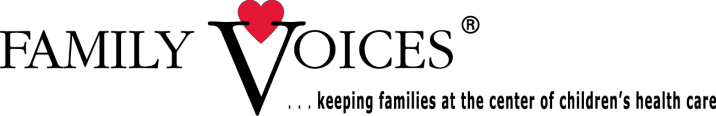 FAMILY VOICES®
. . . keeping families at the center of children's health care